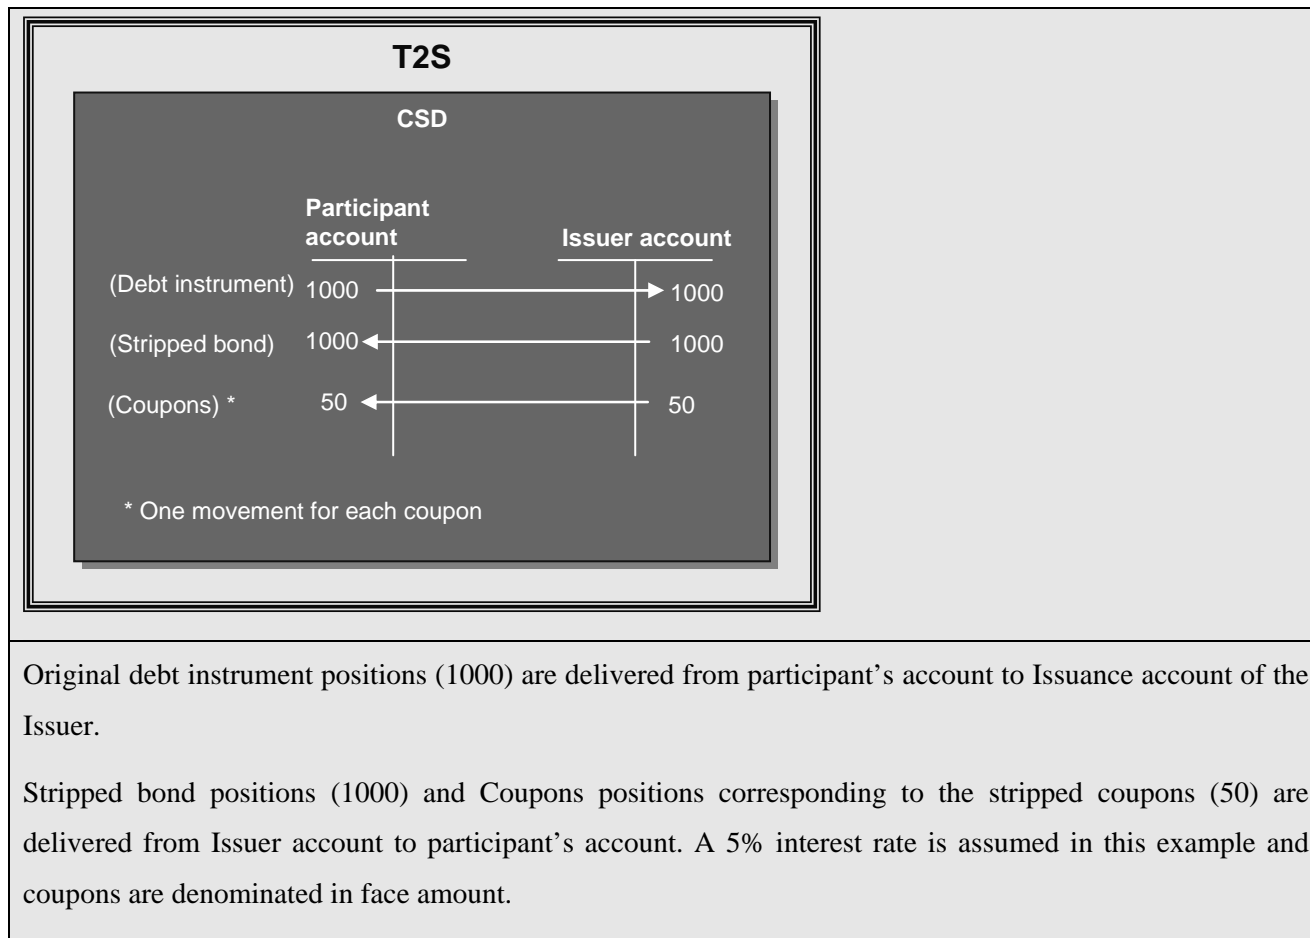 T2S
CSD
Participant
account
Issuer account
(Debt instrument) 1000 1000
(Stripped bond) 1000 1000
(Coupons) * 50 50
* One movement for each coupon
Original debt instrument positions (1000) are delivered from participant’s account to Issuance account of the
Issuer.
Stripped bond positions (1000) and Coupons positions corresponding to the stripped coupons (50) are
delivered from Issuer account to participant’s account. A 5% interest rate is assumed in this example and
coupons are denominated in face amount.